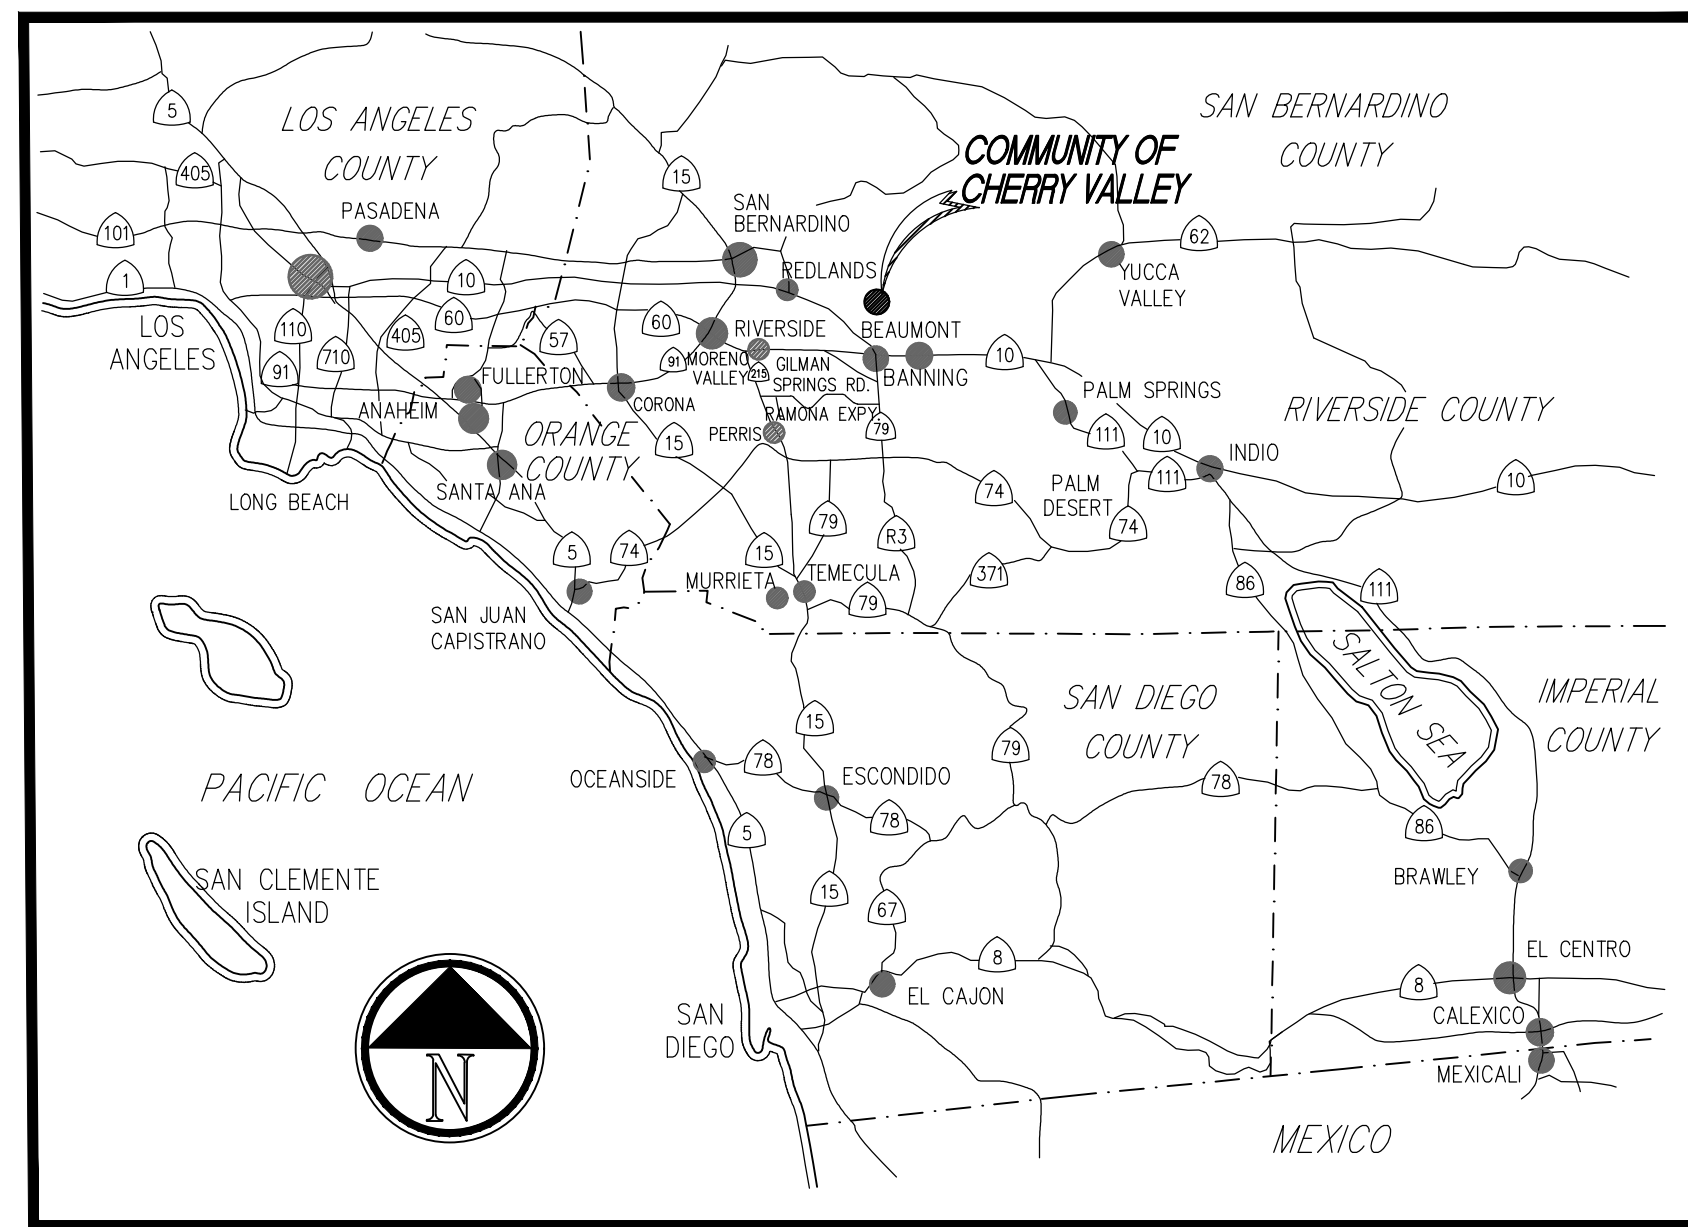 5
LOS ANGELES
COUNTY
SAN BERNARDINO
COUNTY
COMMUNITY OF
CHERRY VALLEY
405
15
PASADENA
SAN
BERNARDINO
101
62
1
10
REDLANDS
YUCCA
VALLEY
LOS
ANGELES
110
405
60
57
60
RIVERSIDE
BEAUMONT
710
91
91
MORENO
VALLEY
215
GILMAN
SPRINGS RD.
BANNING
10
FULLERTON
ANAHEIM
CORONA
RAMONA EXPY.
PERRIS
79
PALM SPRINGS
RIVERSIDE COUNTY
ORANGE
COUNTY
15
111
10
INDIO
SANTA ANA
LONG BEACH
74
PALM
DESERT
111
10
74
5
74
15
79
R3
371
86
111
MURRIETA
TEMECULA
79
SAN JUAN
CAPISTRANO
SALTON SEA
SAN DIEGO
COUNTY
IMPERIAL
COUNTY
15
79
PACIFIC OCEAN
OCEANSIDE
78
ESCONDIDO
78
78
5
86
SAN CLEMENTE
ISLAND
15
67
BRAWLEY
8
EL CAJON
EL CENTRO
8
CALEXICO
SAN
DIEGO
MEXICALI
N
MEXICO